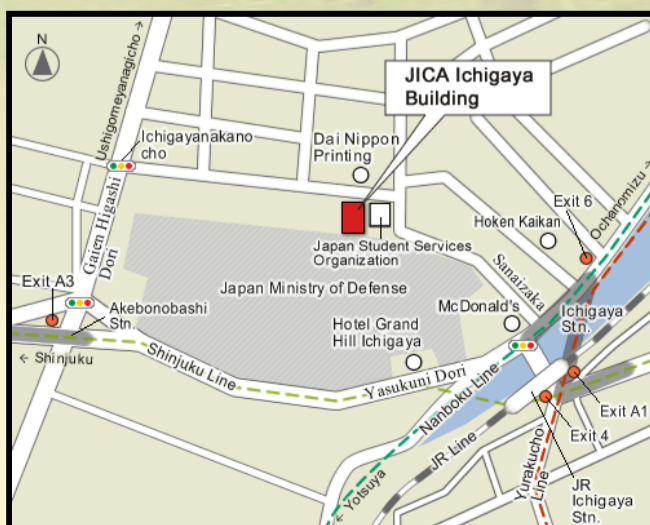 N
Ushigomeyanagicho →
JICA Ichigaya
Building
Ichigayanakano
cho
Dai Nippon
Printing
Ochanomizu →
Exit 6
Hoken Kaikan
Gaien Higashi
Dori
Japan Student Services
Organization
Sanaizaka
Exit A3
Japan Ministry of Defense
Akebonobashi
Stn.
McDonald's
Ichigaya
Stn.
Hotel Grand
Hill Ichigaya
← Shinjuku
Shinjuku Line
Yasukuni Dori
Nanboku Line
Exit A1
Exit 4
JR Line
Yurakucho
Line
JR
Ichigaya
Stn.
← Yotsuya